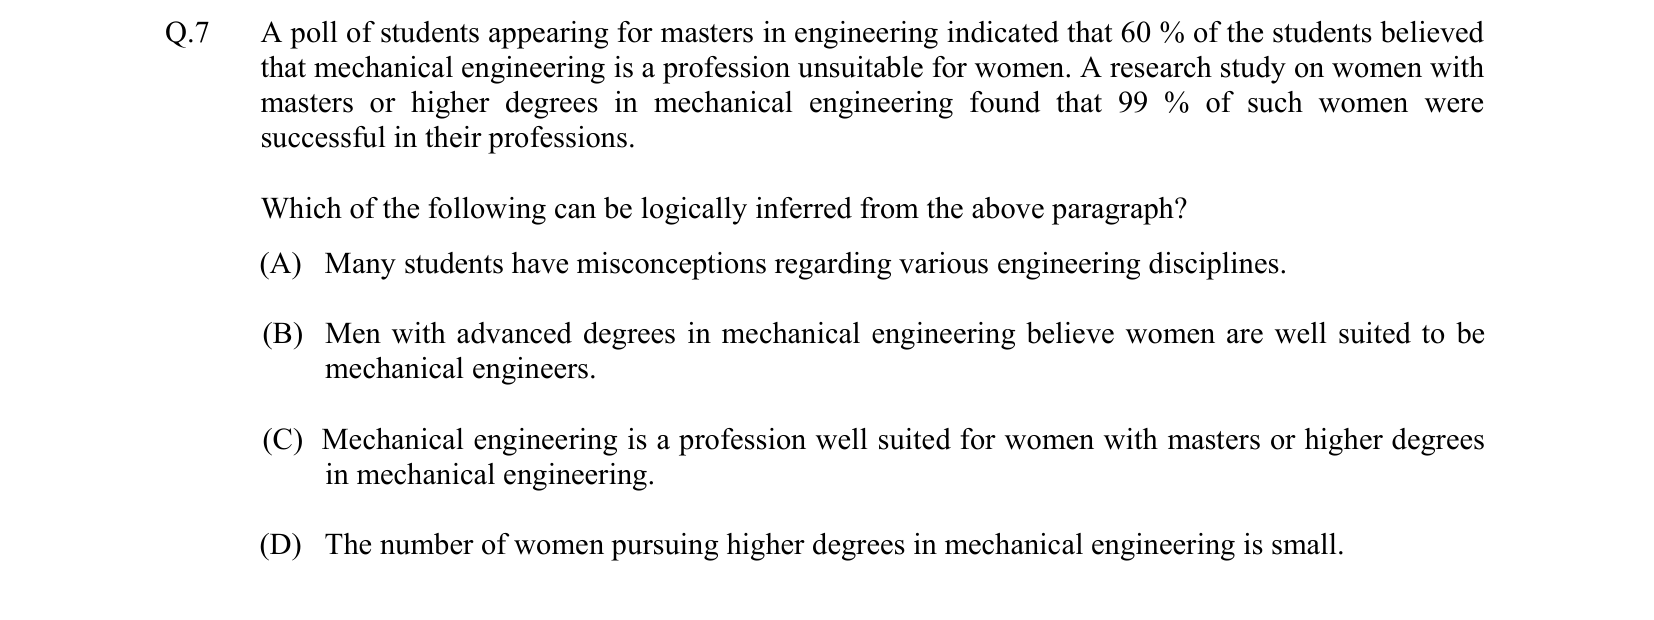 Q.7 A poll of students appearing for masters in engineering indicated that 60 % of the students believed
that mechanical engineering is a profession unsuitable for women. A research study on women with
masters or higher degrees in mechanical engineering found that 99 % of such women were
successful in their professions.
Which of the following can be logically inferred from the above paragraph?
(A) Many students have misconceptions regarding various engineering disciplines.
(B) Men with advanced degrees in mechanical engineering believe women are well suited to be
mechanical engineers.
(C) Mechanical engineering is a profession well suited for women with masters or higher degrees
in mechanical engineering.
(D) The number of women pursuing higher degrees in mechanical engineering is small.